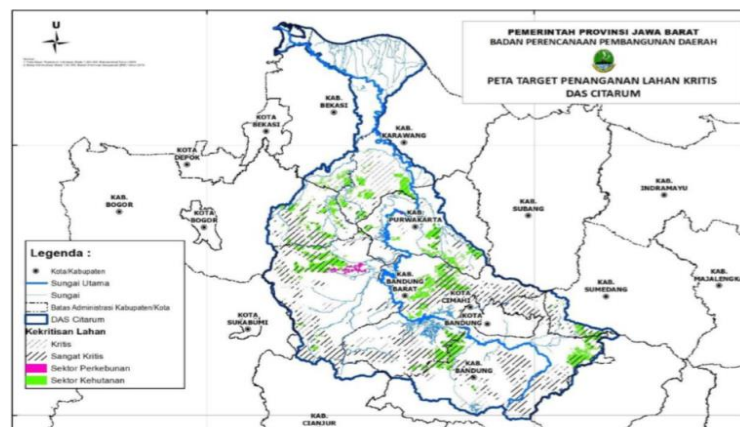 U
PEMERINTAH PROVINSI JAWA BARAT
BADAN PERENCANAAN PEMBANGUNAN DAERAH
PETA TARGET PENANGANAN LAHAN KRITIS
DAS CITARUM
KAB.
BEKASI
KOTA
BEKASI
KAB.
KARAWANG
KOTA
DEPOK
KAB.
BOGOR
KOTA
BOGOR
KAB.
PURWAKARTA
KAB.
SUBANG
KAB.
INDRAMAYU
KAB.
BANDUNG
BARAT
KOTA
CIMAHI
KOTA
BANDUNG
KAB.
SUMEDANG
KAB.
MAJALENGKA
KOTA
SUKABUMI
KAB.
BANDUNG
KAB.
CIANJUR
Legenda :
Kota/Kabupaten
Sungai Utama
Sungai
Batas Administrasi Kabupaten/Kota
DAS Citarum
Kekritisan Lahan
Kritis
Sangat Kritis
Sektor Perkebunan
Sektor Kehutanan